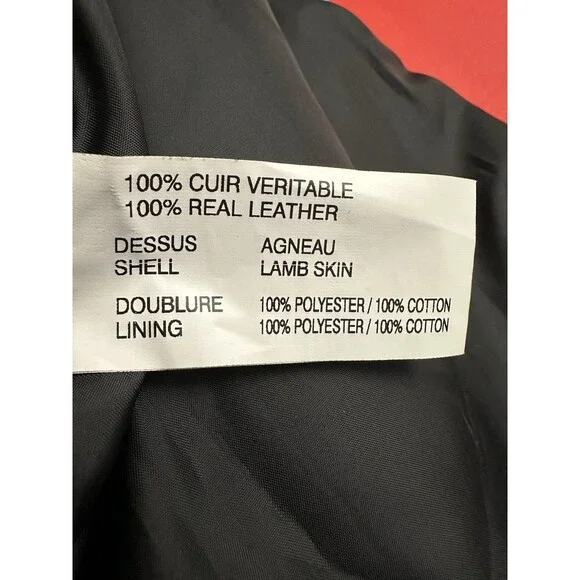 100% CUIR VERITABLE
100% REAL LEATHER
DESSUS AGNEAU
SHELL LAMB SKIN
DOUBLURE 100% POLYESTER / 100% COTTON
LINING 100% POLYESTER / 100% COTTON